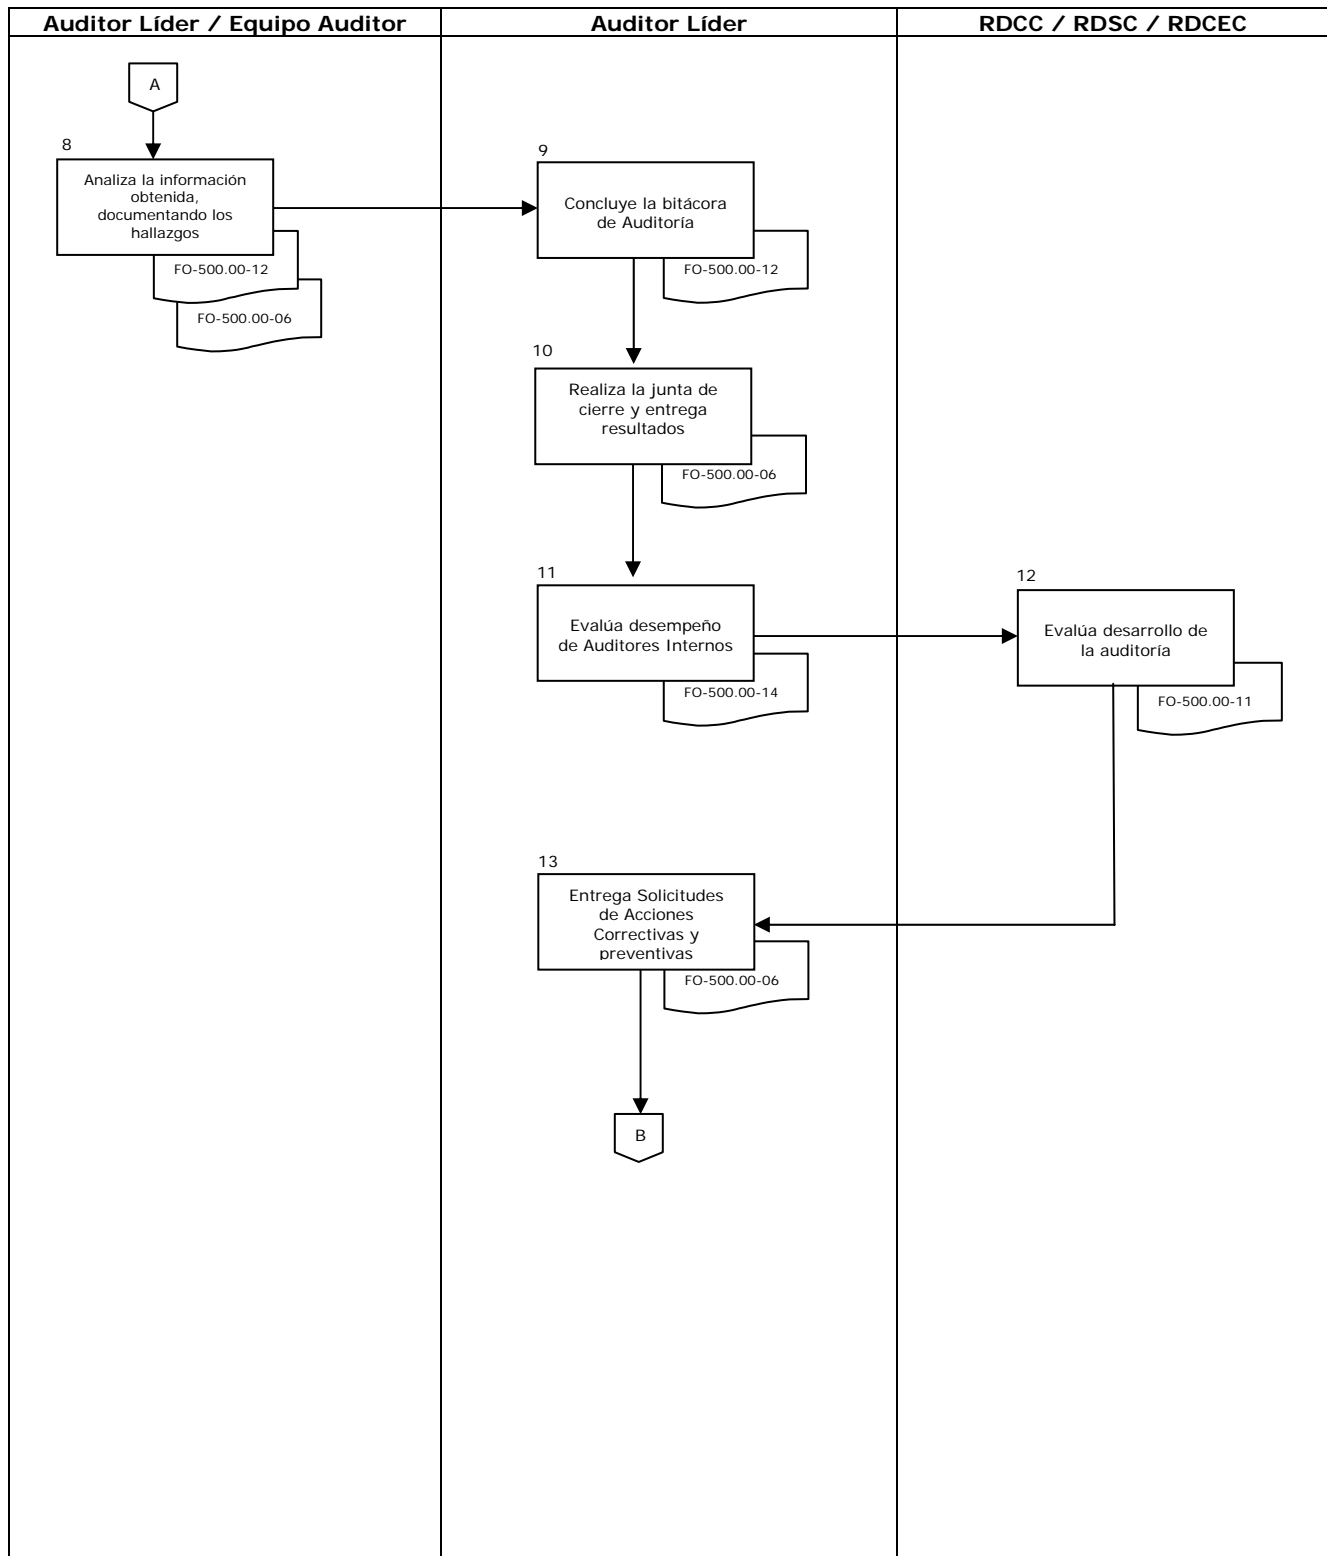 Auditor Líder / Equipo Auditor
Auditor Líder
RDCC / RDSC / RDCEC
A
8
Analiza la información
obtenida,
documentando los
hallazgos
FO-500.00-12
FO-500.00-06
9
Concluye la bitácora
de Auditoría
FO-500.00-12
10
Realiza la junta de
cierre y entrega
resultados
FO-500.00-06
11
Evalúa desempeño
de Auditores Internos
FO-500.00-14
12
Evalúa desarrollo de
la auditoría
FO-500.00-11
13
Entrega Solicitudes
de Acciones
Correctivas y
preventivas
FO-500.00-06
B